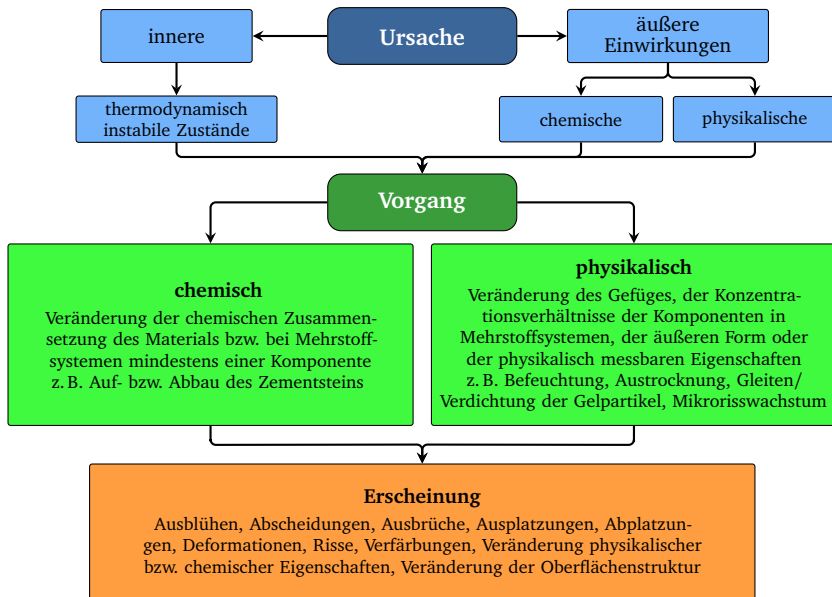 innere
Ursache
äußere
Einwirkungen
thermodynamisch
instabile Zustände
chemische
physikalische
Vorgang
chemisch
Veränderung der chemischen Zusammen-
setzung des Materials bzw. bei Mehrstoff-
systemen mindestens einer Komponente
z. B. Auf- bzw. Abbau des Zementsteins
physikalisch
Veränderung des Gefüges, der Konzentra-
tionsverhältnisse der Komponenten in
Mehrstoffsystemen, der äußeren Form oder
der physikalisch messbaren Eigenschaften
z. B. Befeuchtung, Austrocknung, Gleiten/
Verdichtung der Gelpartikel, Mikrorisswachstum
Erscheinung
Ausblühen, Abscheidungen, Ausbrüche, Ausplatzungen, Abplatzun-
gen, Deformationen, Risse, Verfärbungen, Veränderung physikalischer
bzw. chemischer Eigenschaften, Veränderung der Oberflächenstruktur